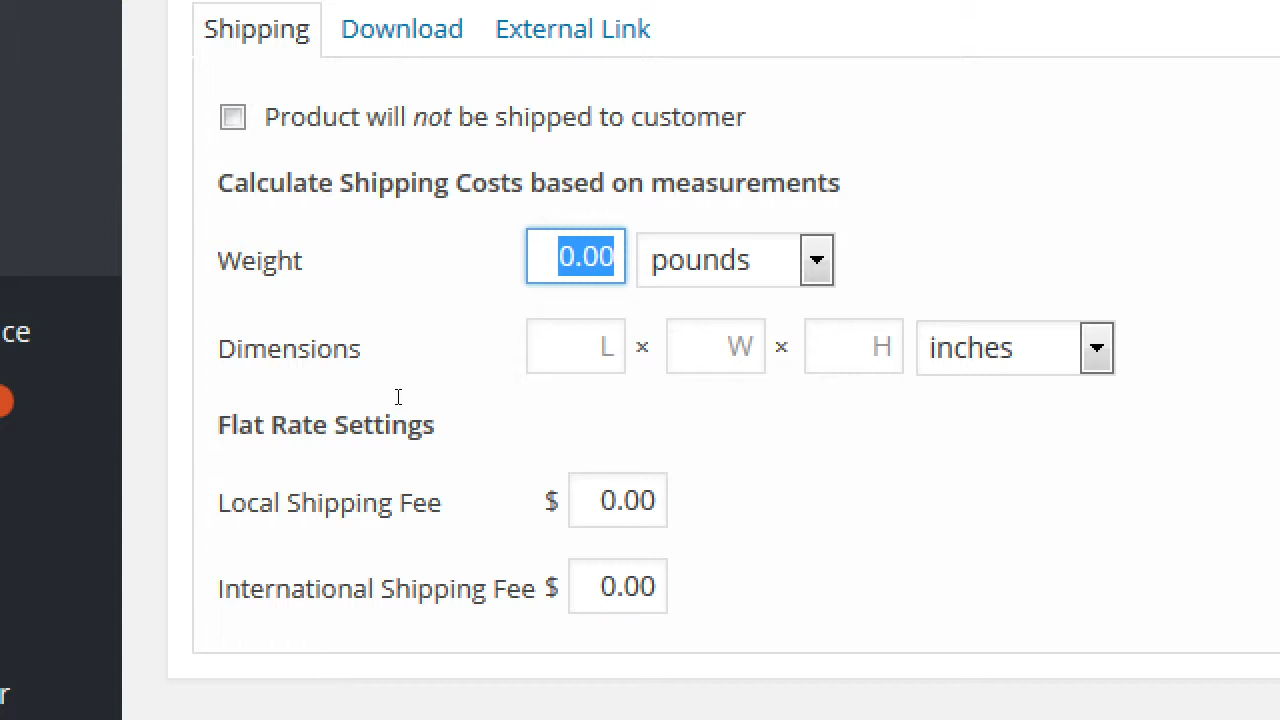 Shipping Download External Link
Product will not be shipped to customer
Calculate Shipping Costs based on measurements
Weight 0.00 pounds
Dimensions L × W × H inches
ce
Flat Rate Settings
Local Shipping Fee $ 0.00
International Shipping Fee $ 0.00
r